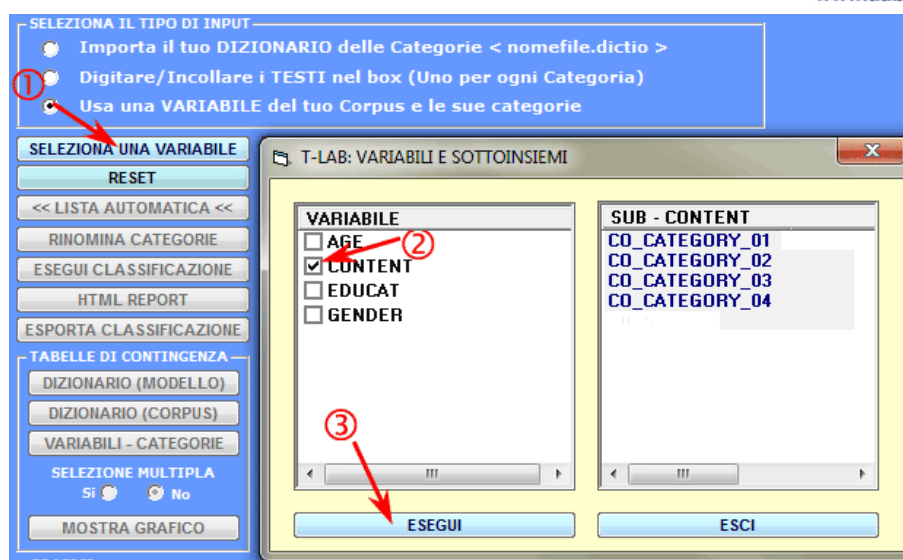 SELEZIONA IL TIPO DI INPUT
Importa il tuo DIZIONARIO delle Categorie < nomefile.dictio >
Digitare/Incollare i TESTI nel box (Uno per ogni Categoria)
1
Usa una VARIABILE del tuo Corpus e le sue categorie
SELEZIONA UNA VARIABILE
RESET
<< LISTA AUTOMATICA <<
RINOMINA CATEGORIE
ESEGUI CLASSIFICAZIONE
HTML REPORT
ESPORTA CLASSIFICAZIONE
TABELLE DI CONTINGENZA
DIZIONARIO (MODELLO)
DIZIONARIO (CORPUS)
VARIABILI - CATEGORIE
SELEZIONE MULTIPLA
Si No
MOSTRA GRAFICO
T-LAB: VARIABILI E SOTTOINSIEMI
VARIABILE
AGE
2
CONTENT
EDUCAT
GENDER
3
ESEGUI
SUB - CONTENT
CO_CATEGORY_01
CO_CATEGORY_02
CO_CATEGORY_03
CO_CATEGORY_04
ESCI